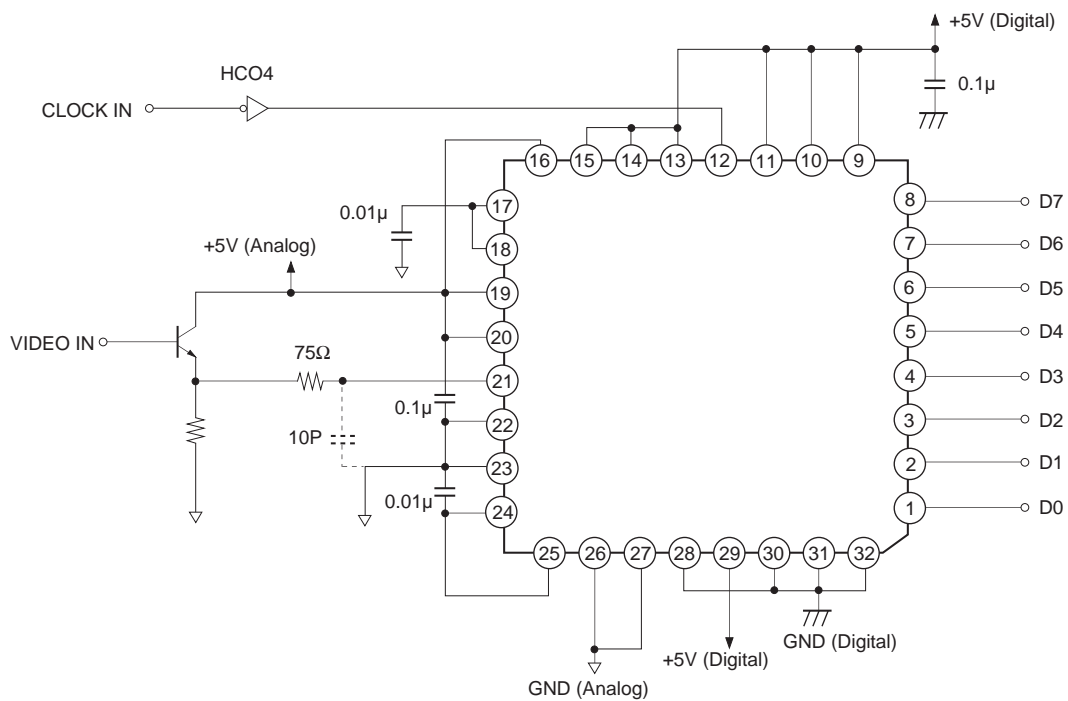 +5V (Digital)
HCO4
0.1µ
CLOCK IN
16 15 14 13 12 11 10 9
17
8 D7
0.01µ
18
7 D6
+5V (Analog)
19
6 D5
20
5 D4
VIDEO IN
75Ω
21
4 D3
0.1µ
22
3 D2
10P
23
2 D1
0.01µ
24
1 D0
25 26 27 28 29 30 31 32
GND (Digital)
+5V (Digital)
GND (Analog)